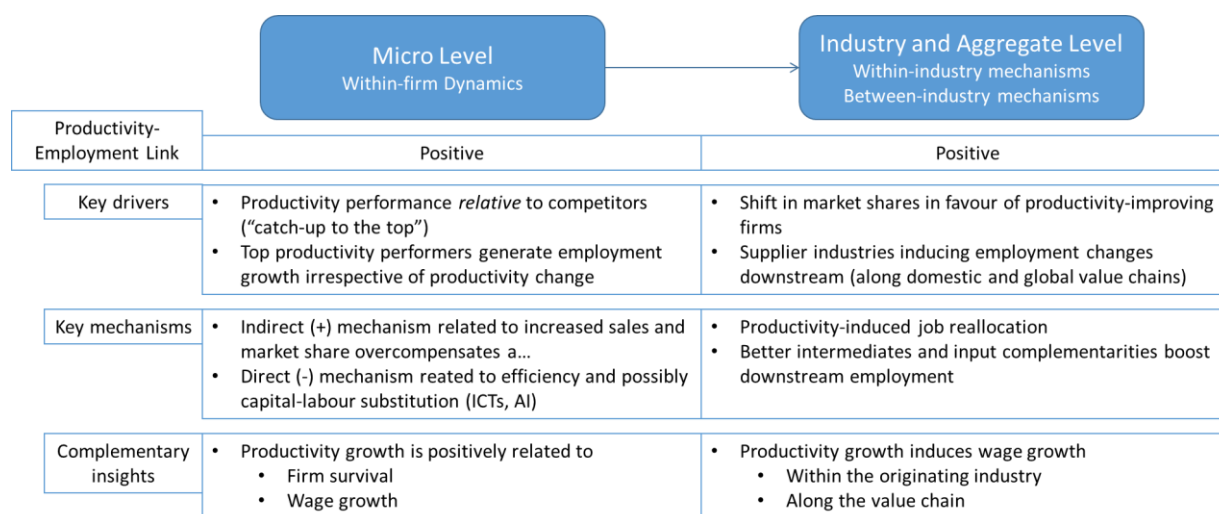 Micro Level
Within-firm Dynamics
Industry and Aggregate Level
Within-industry mechanisms
Between-industry mechanisms
Productivity-
Employment Link
Positive
Positive
Key drivers
• Productivity performance relative to competitors
(“catch-up to the top”)
• Top productivity performers generate employment
growth irrespective of productivity change
• Shift in market shares in favour of productivity-improving
firms
• Supplier industries inducing employment changes
downstream (along domestic and global value chains)
Key mechanisms
• Indirect (+) mechanism related to increased sales and
market share overcompensates a…
• Direct (-) mechanism reated to efficiency and possibly
capital-labour substitution (ICTs, AI)
• Productivity-induced job reallocation
• Better intermediates and input complementarities boost
downstream employment
Complementary
insights
• Productivity growth is positively related to
• Firm survival
• Wage growth
• Productivity growth induces wage growth
• Within the originating industry
• Along the value chain